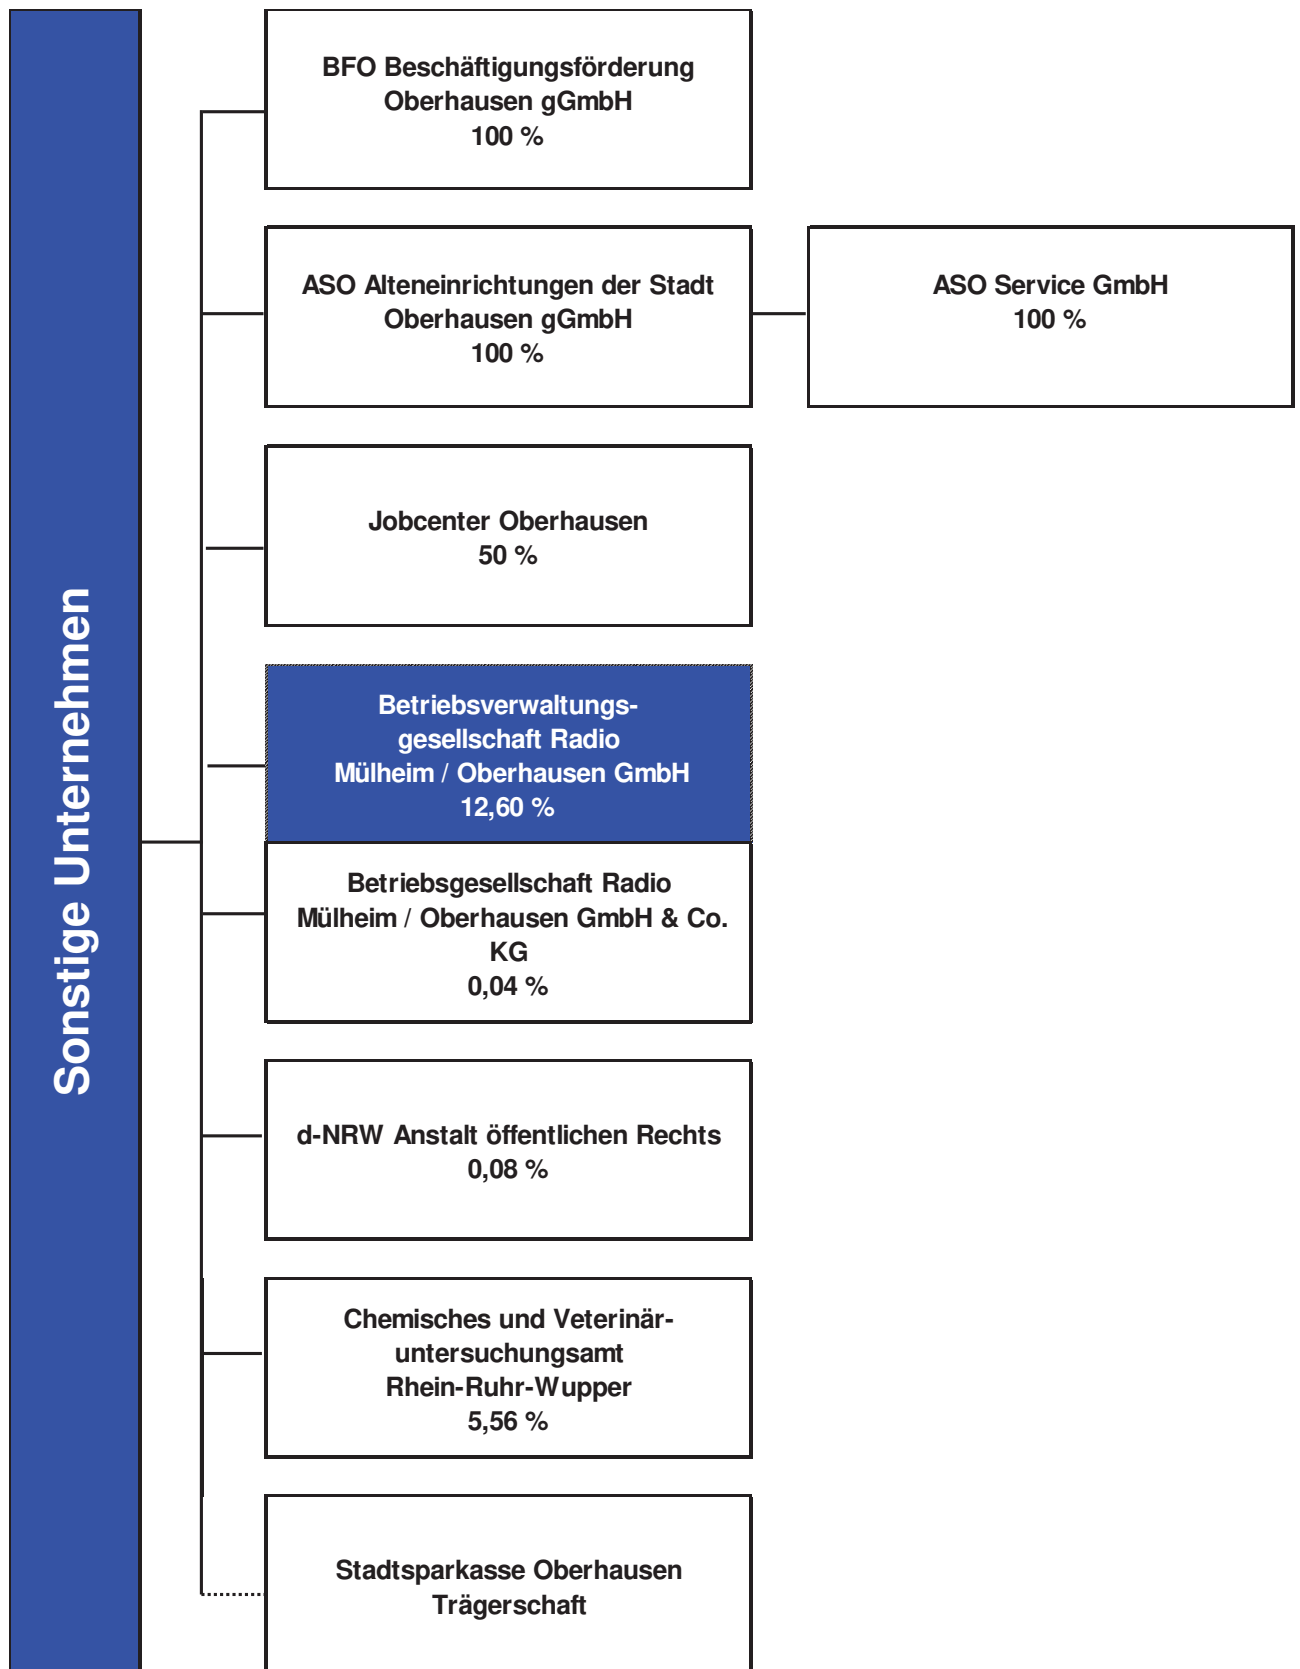 Sonstige Unternehmen
BFO Beschäftigungsförderung
Oberhausen gGmbH
100 %
ASO Alteneinrichtungen der Stadt
Oberhausen gGmbH
100 %
ASO Service GmbH
100 %
Jobcenter Oberhausen
50 %
Betriebsverwaltungs-
gesellschaft Radio
Mülheim / Oberhausen GmbH
12,60 %
Betriebsgesellschaft Radio
Mülheim / Oberhausen GmbH & Co.
KG
0,04 %
d-NRW Anstalt öffentlichen Rechts
0,08 %
Chemisches und Veterinär-
untersuchungsamt
Rhein-Ruhr-Wupper
5,56 %
Stadtsparkasse Oberhausen
Trägerschaft